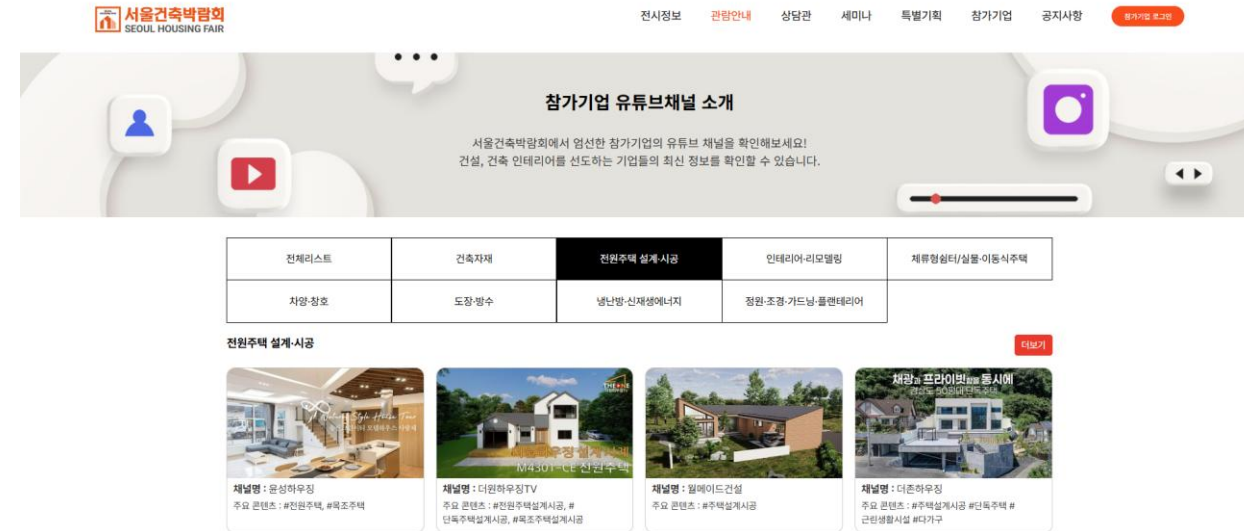 서울건축박람회
SEOUL HOUSING FAIR
전시정보
관람안내
상담관
세미나
특별기획
참가기업
공지사항
참가기업 로그인
참가기업 유튜브채널 소개
서울건축박람회에서 엄선한 참가기업의 유튜브 채널을 확인해보세요!
건설, 건축 인테리어를 선도하는 기업들의 최신 정보를 확인할 수 있습니다.
전체리스트
건축자재
전원주택 설계·시공
인테리어·리모델링
체류형쉼터/실물·이동식주택
차양·창호
도장·방수
냉난방·신재생에너지
정원·조경·가드닝·플랜테리어
전원주택 설계·시공
더보기
THE ONE
M4301-CE 전원주택
채광과 프라이빗함을 동시에
채널명 : 윤성하우징
주요 콘텐츠 : #전원주택, #목조주택
채널명 : 더원하우징TV
주요 콘텐츠 : #전원주택설계시공, #
단독주택설계시공, #목조주택설계시공
채널명 : 월메이드건설
주요 콘텐츠 : #주택설계시공
채널명 : 더존하우징
주요 콘텐츠 : #주택설계시공 #단독주택 #
근린생활시설 #다가구